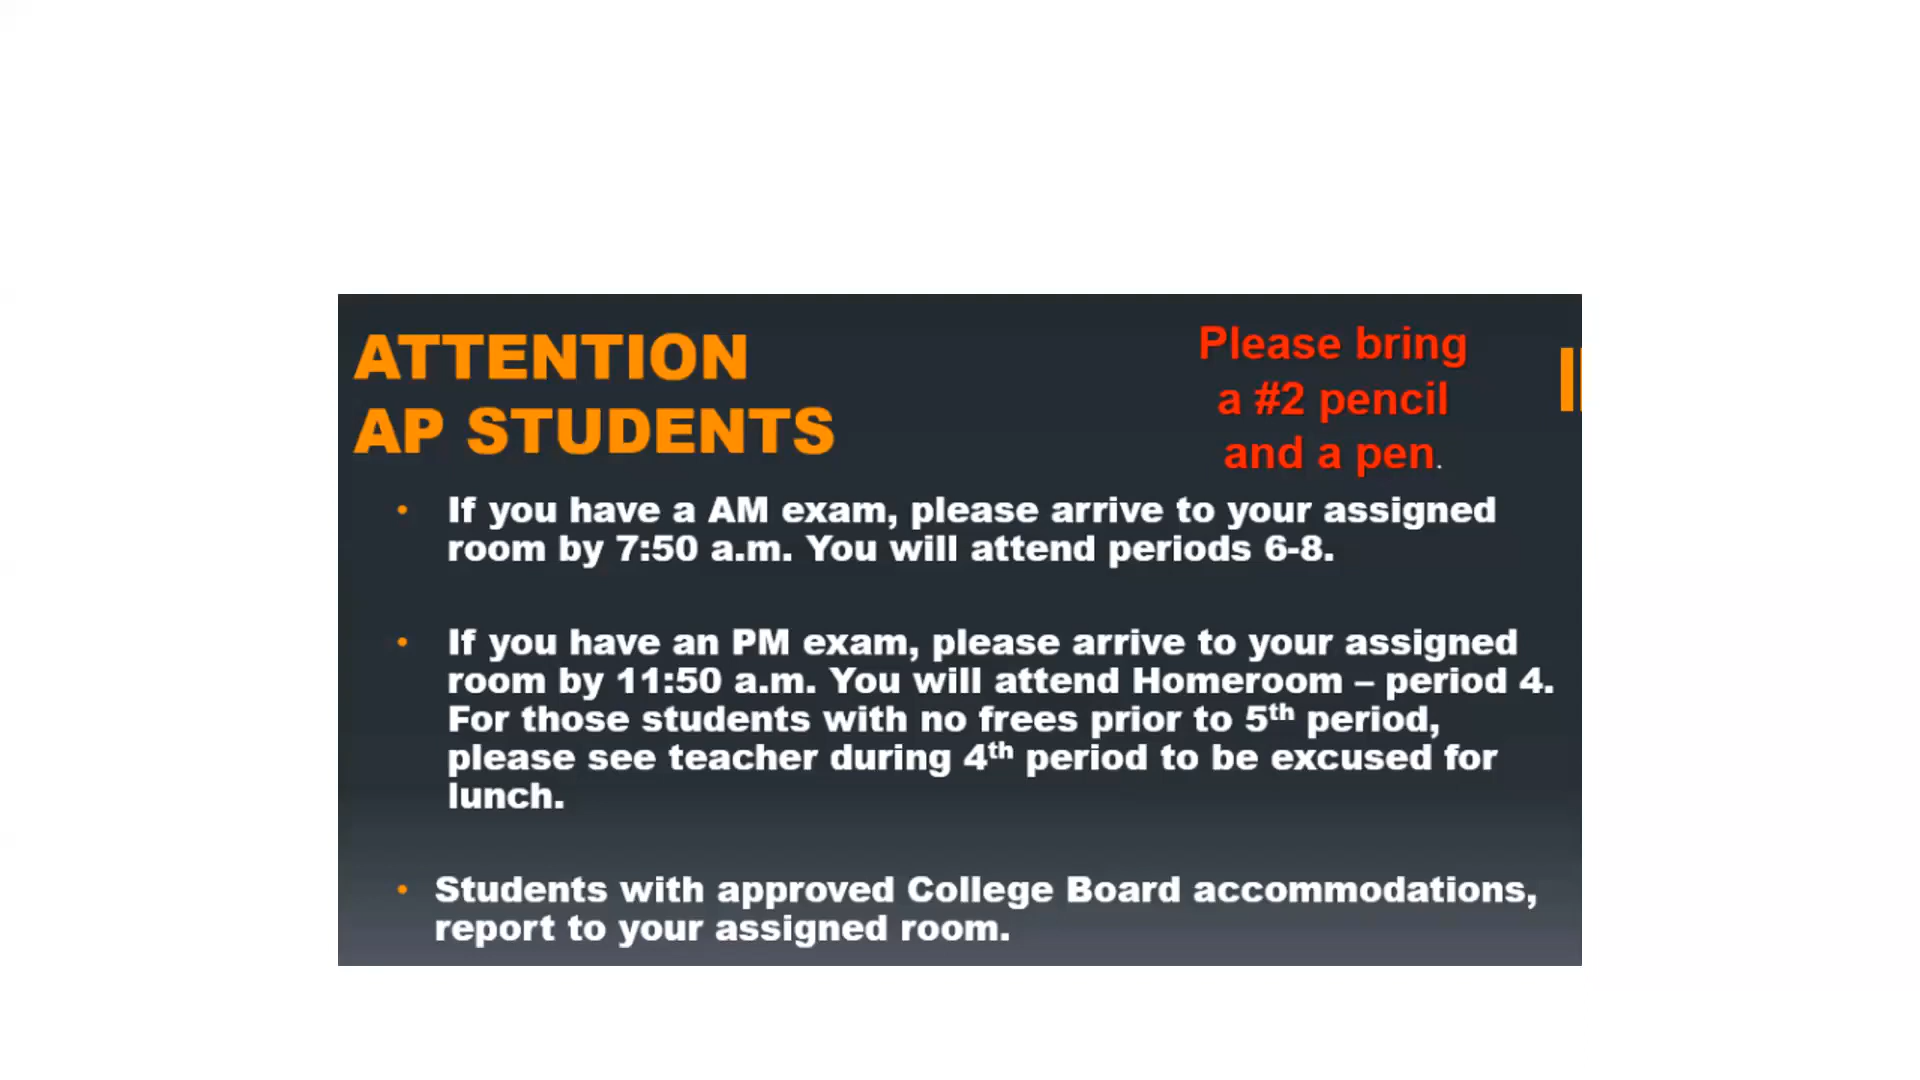 ATTENTION
AP STUDENTS
Please bring
a #2 pencil
and a pen.
• If you have a AM exam, please arrive to your assigned
room by 7:50 a.m. You will attend periods 6-8.
• If you have an PM exam, please arrive to your assigned
room by 11:50 a.m. You will attend Homeroom – period 4.
For those students with no frees prior to 5th period,
please see teacher during 4th period to be excused for
lunch.
• Students with approved College Board accommodations,
report to your assigned room.